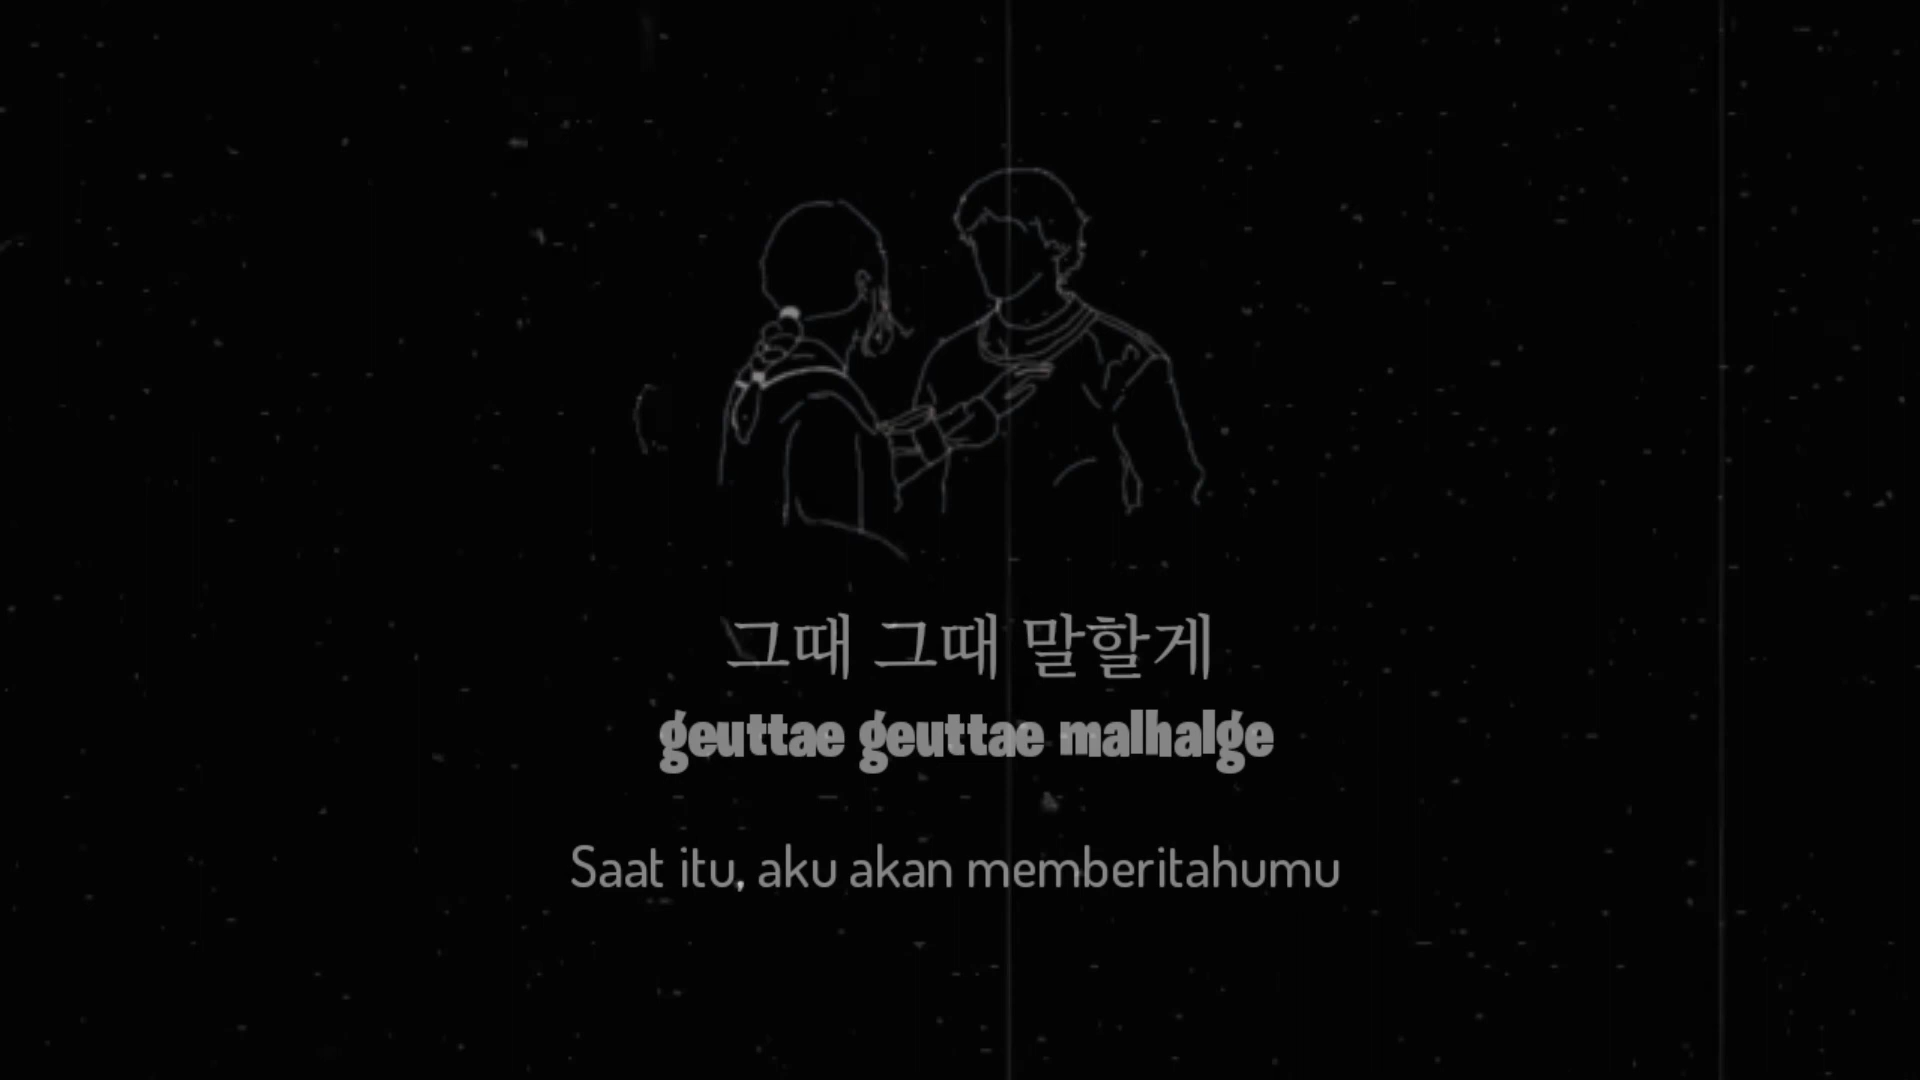 그때 그때 말할게
geuttae geuttae malhalge
Saat itu, aku akan memberitahumu